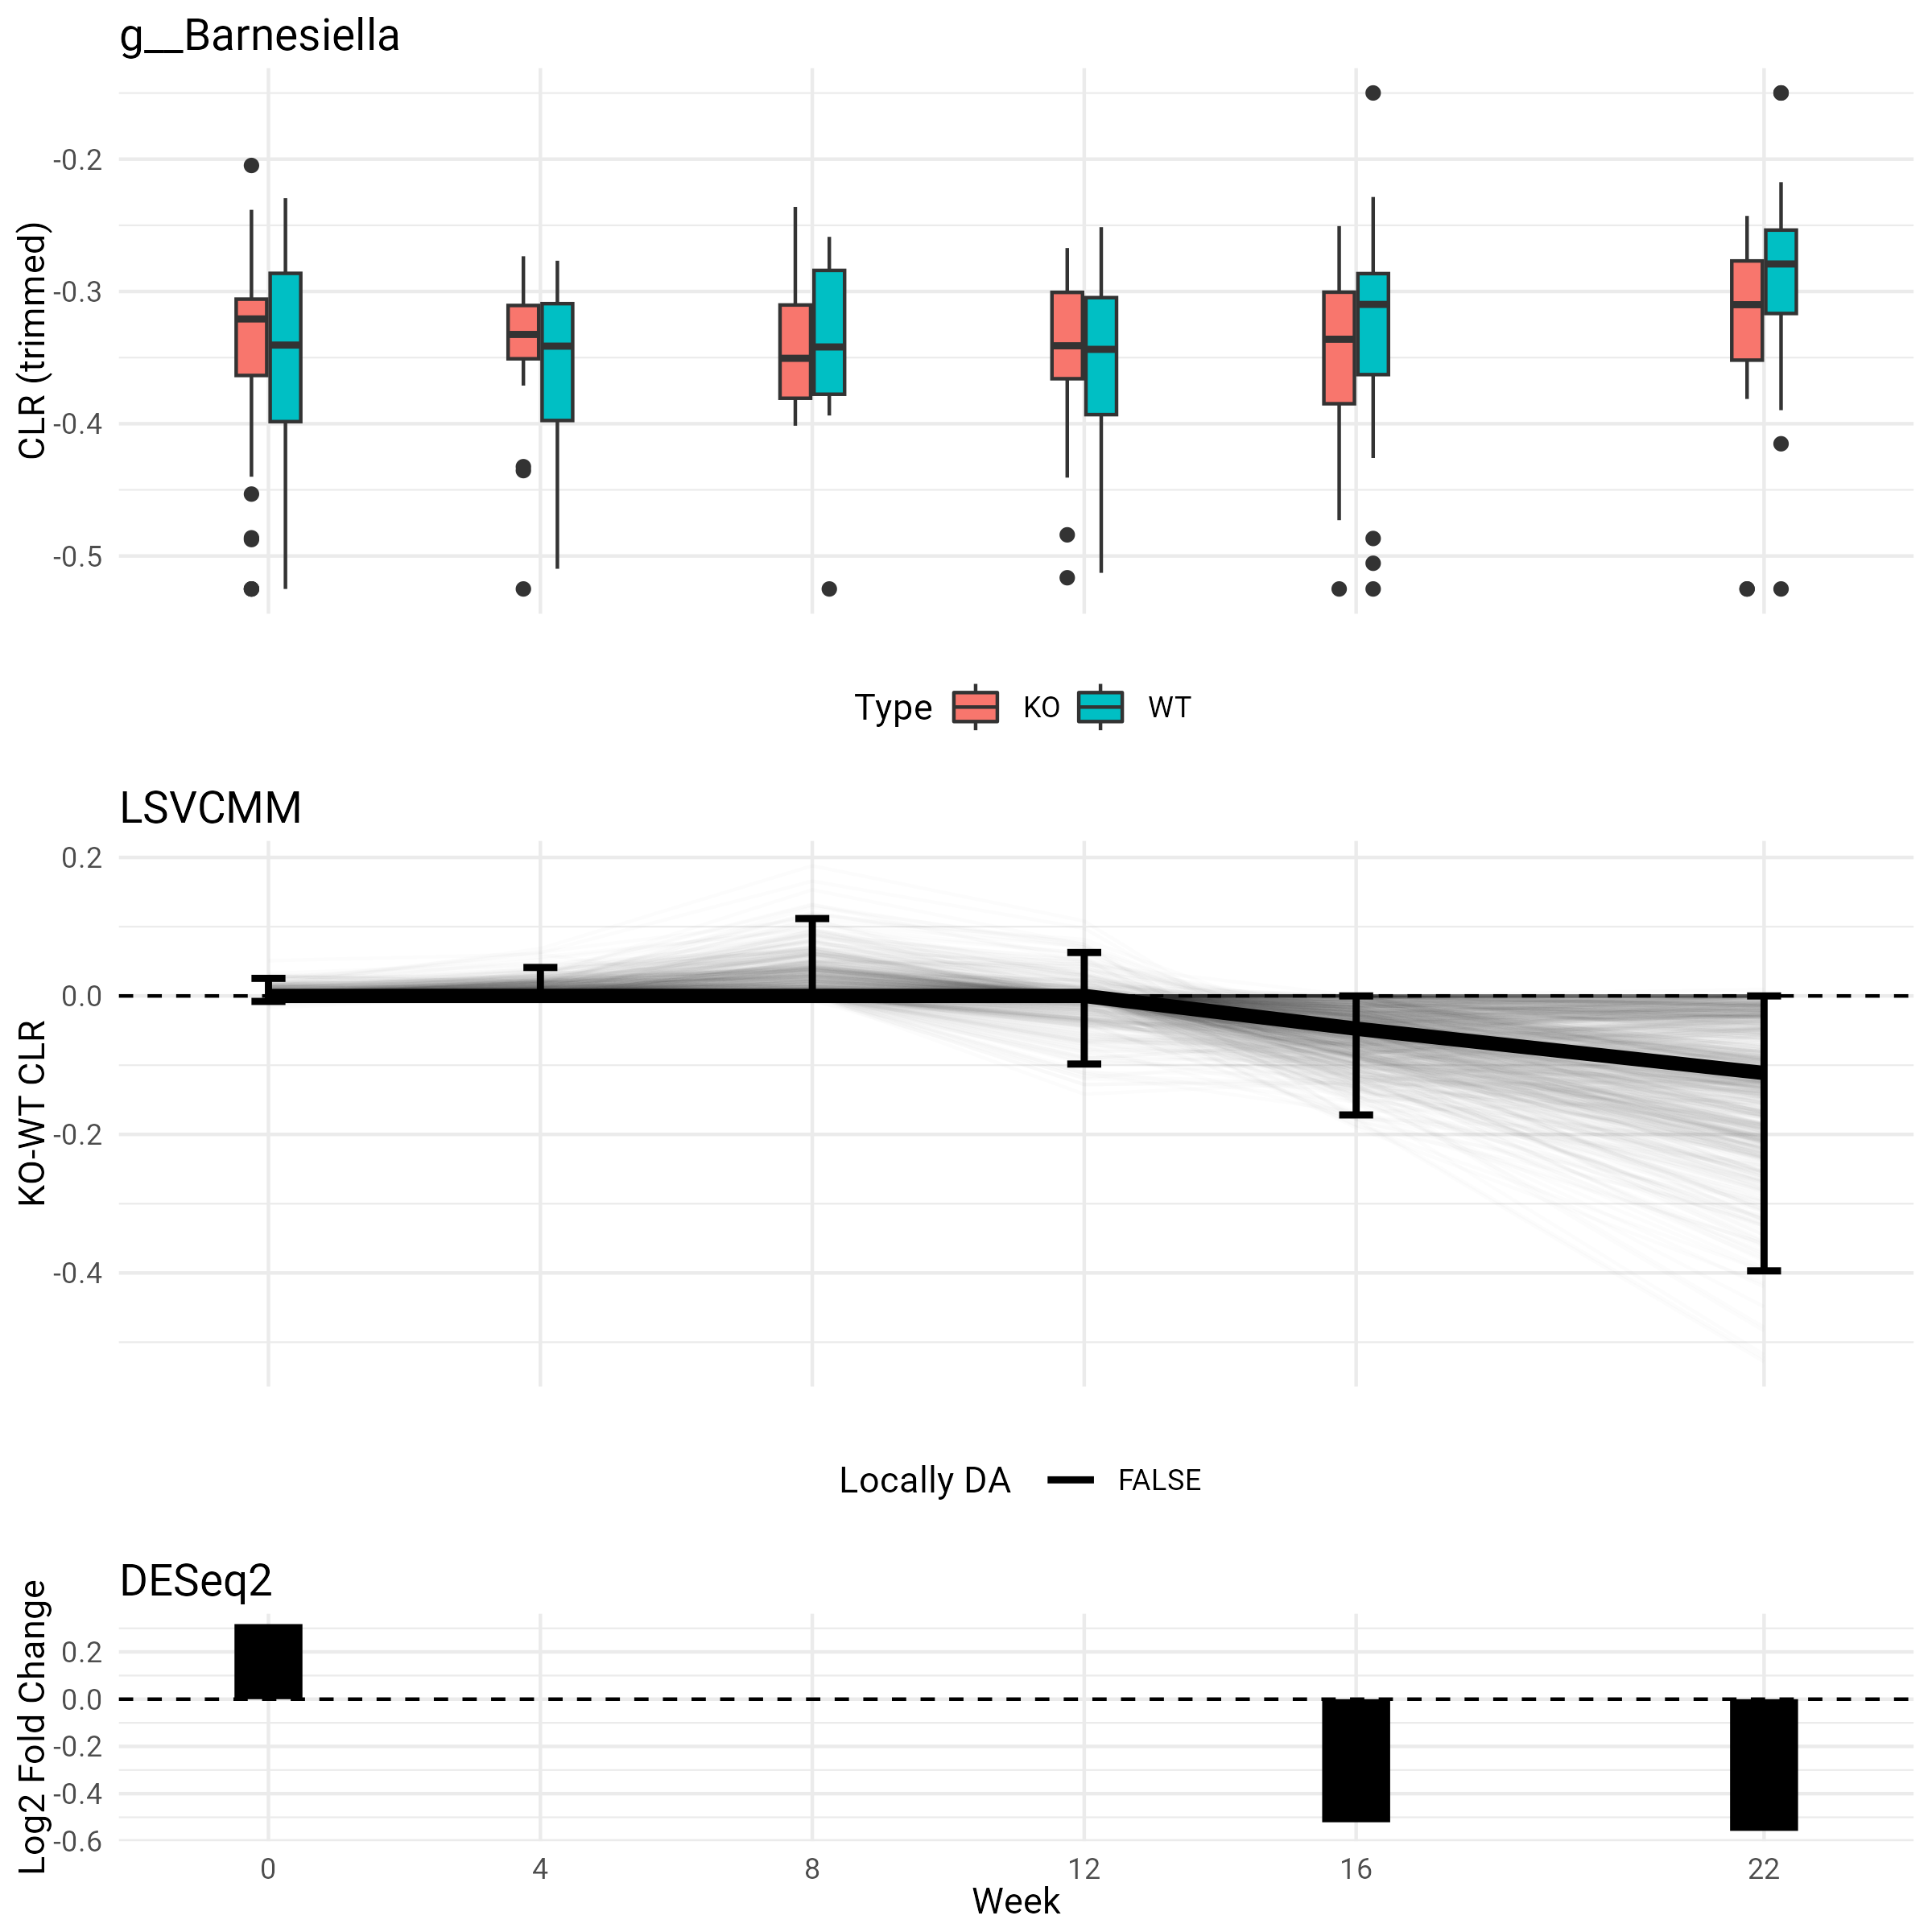 g__Barnesiella
CLR (trimmed)
-0.2
-0.3
-0.4
-0.5
Type KO WT
LSVCMM
KO-WT CLR
0.2
0.0
-0.2
-0.4
Locally DA FALSE
DESeq2
Log2 Fold Change
0.2
0.0
-0.2
-0.4
-0.6
0 4 8 12 16 22
Week